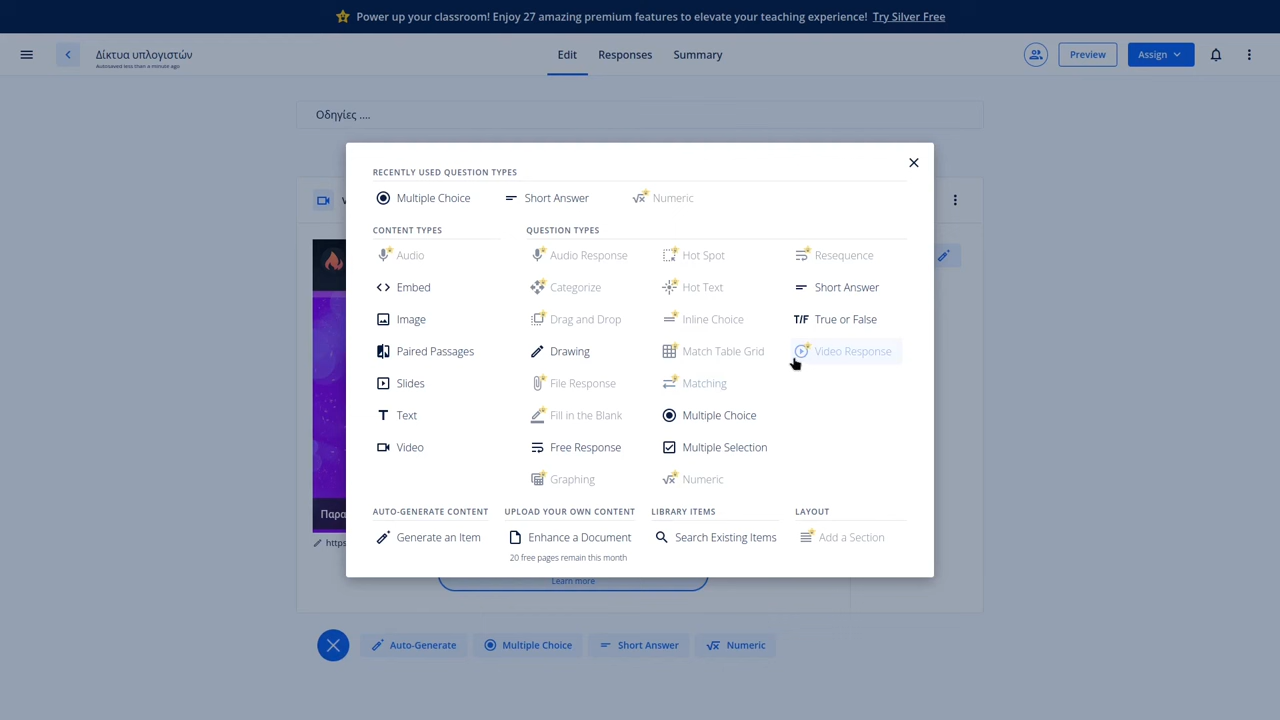 Power up your classroom! Enjoy 27 amazing premium features to elevate your teaching experience! Try Silver Free
Δίκτυα υπλογιστών
Autosaved less than a minute ago
Edit
Responses
Summary
Preview
Assign
Οδηγίες ....
RECENTLY USED QUESTION TYPES
Multiple Choice
Short Answer
Numeric
CONTENT TYPES
Audio
Embed
Image
Paired Passages
Slides
Text
Video
QUESTION TYPES
Audio Response
Categorize
Drag and Drop
Drawing
File Response
Fill in the Blank
Free Response
Graphing
Hot Spot
Hot Text
Inline Choice
Match Table Grid
Matching
Multiple Choice
Multiple Selection
Numeric
Resequence
Short Answer
T/F True or False
Video Response
AUTO-GENERATE CONTENT
Generate an Item
UPLOAD YOUR OWN CONTENT
Enhance a Document
20 free pages remain this month
LIBRARY ITEMS
Search Existing Items
LAYOUT
Add a Section
Παρα
https
Learn more
Auto-Generate
Multiple Choice
Short Answer
Numeric